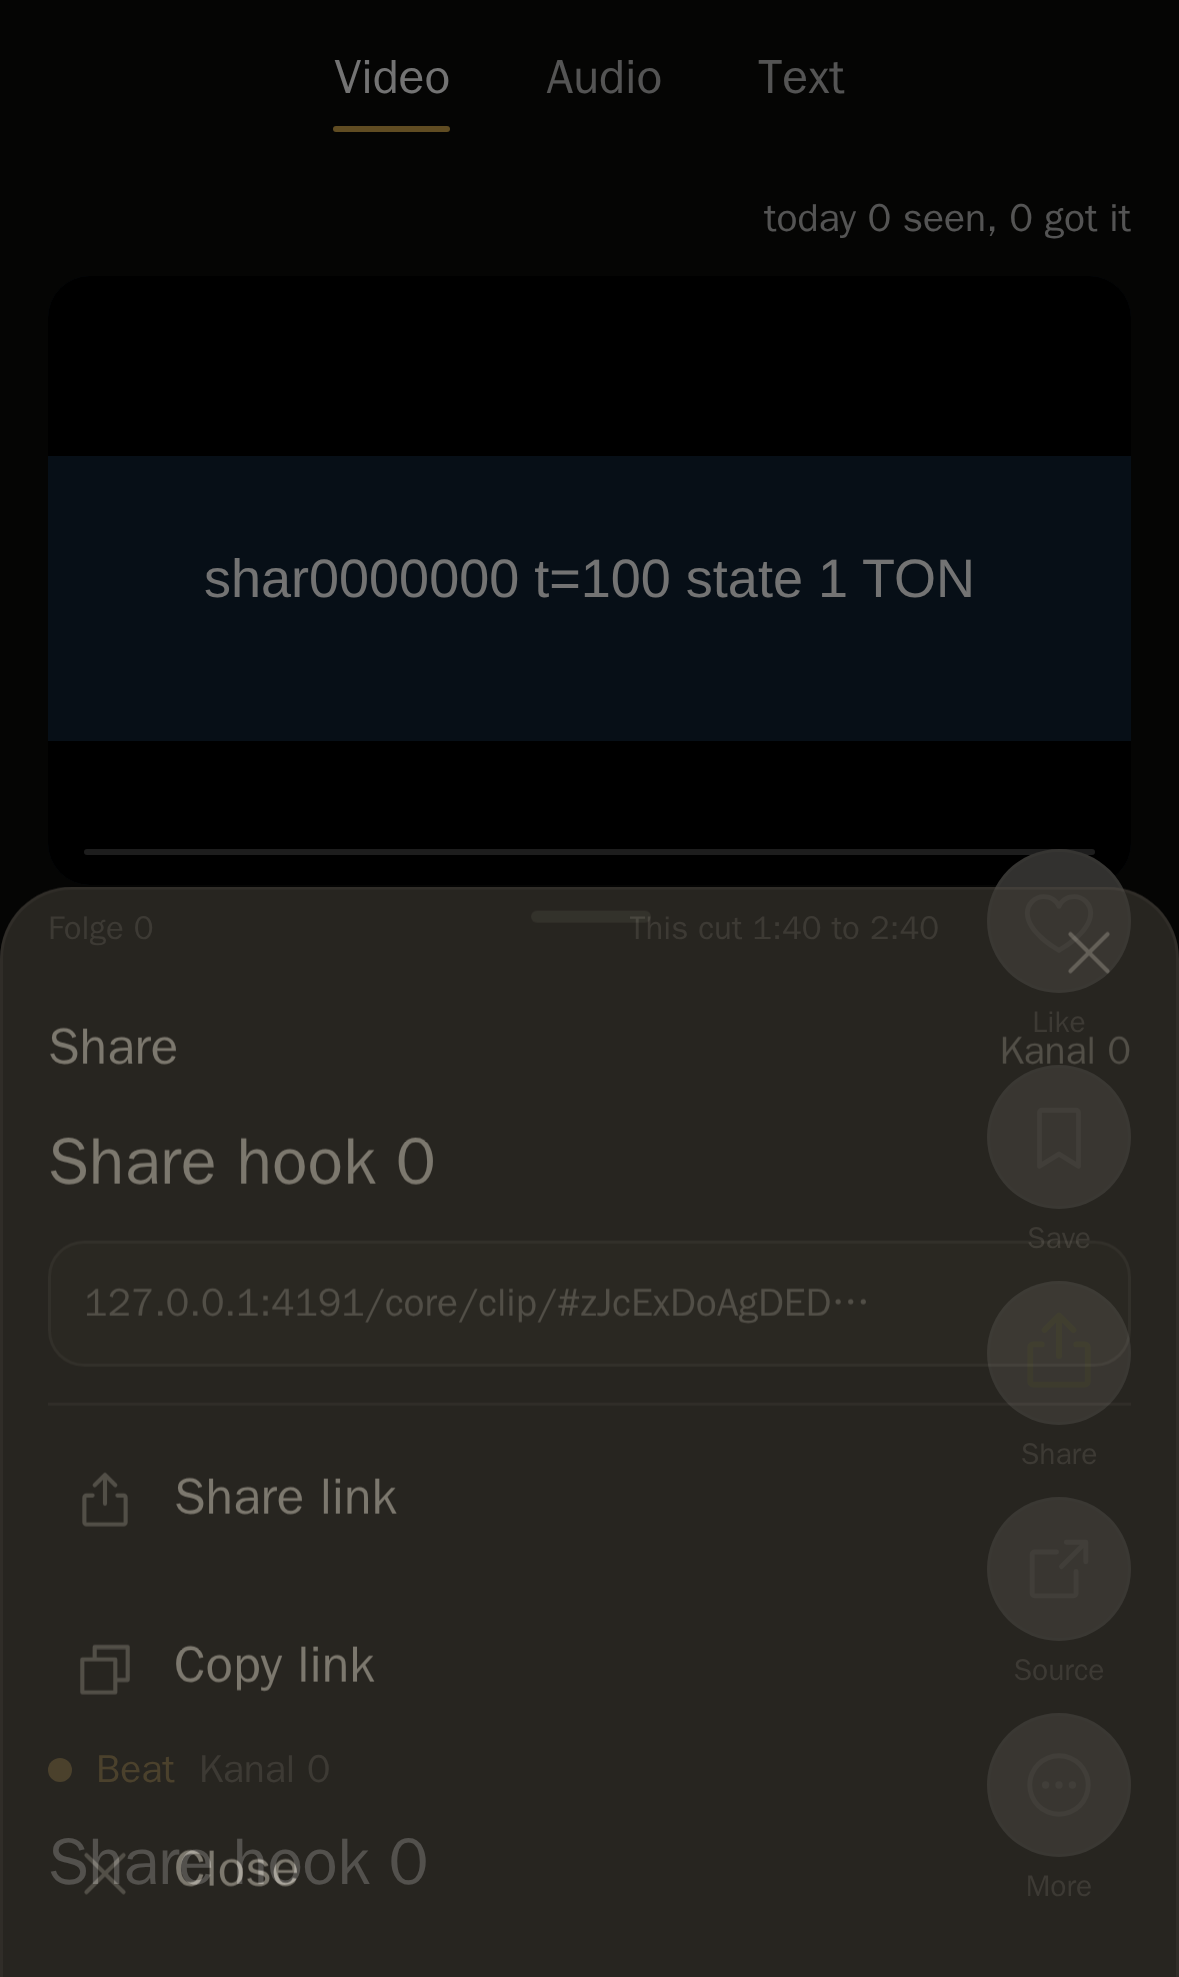 Video Audio Text
today 0 seen, 0 got it
shar0000000 t=100 state 1 TON
Folge 0 This cut 1:40 to 2:40
Like
Share Kanal 0
Share hook 0
Save
127.0.0.1:4191/core/clip/#zJcExDoAgDED···
Share
Share link
Copy link
Source
Beat Kanal 0
Share hook 0
Close
More